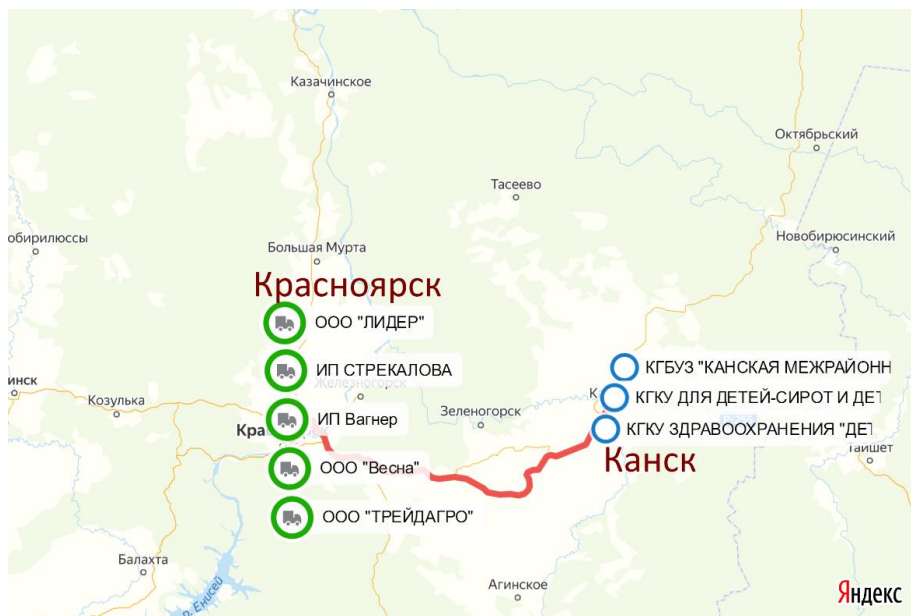 Казачинское
Октябрьский
Тасеево
обирилюссы
Новобирюсинский
Большая Мурта
Красноярск
ООО "ЛИДЕР"
ИП СТРЕКАЛОВА
КГБУЗ "КАНСКАЯ МЕЖРАЙОНН
Железногорск
инск
Козулька
К
КГКУ ДЛЯ ДЕТЕЙ-СИРОТ И ДЕТ
ИП Вагнер
Зеленогорск
Крас
КГКУ ЗДРАВООХРАНЕНИЯ "ДЕТ
Тайшет
Канск
ООО "Весна"
ООО "ТРЕЙДАГРО"
Балахта
р. Енисей
Агинское
Яндекс